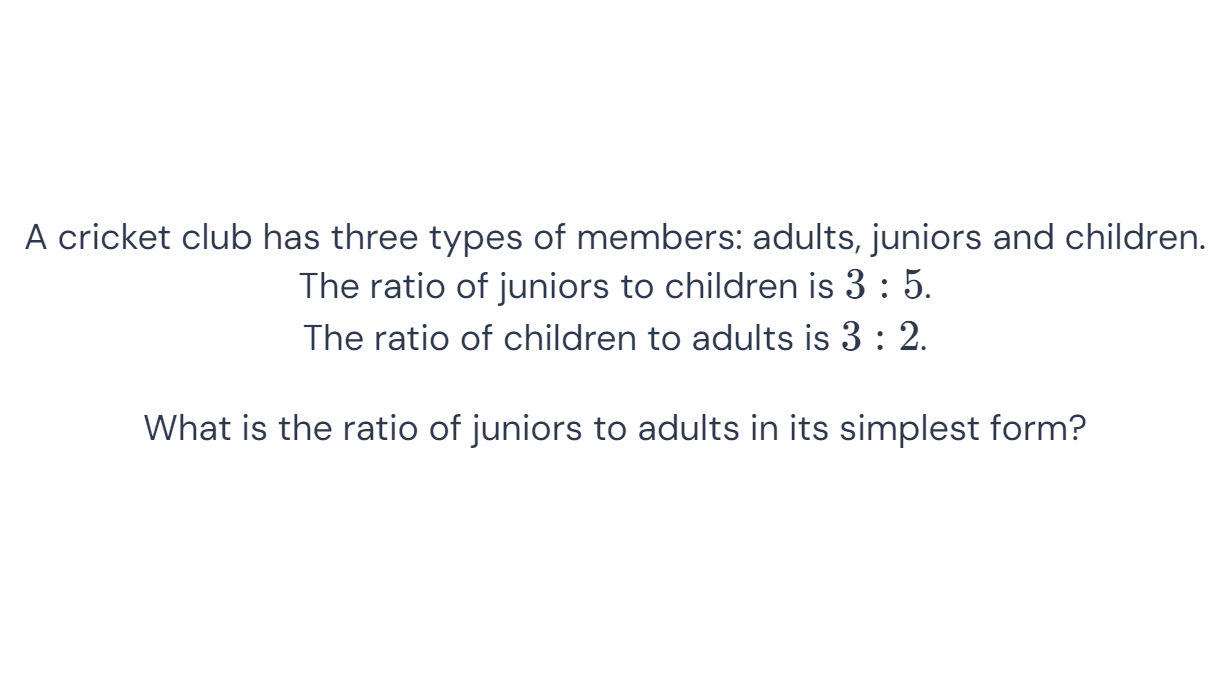 A cricket club has three types of members: adults, juniors and children.
The ratio of juniors to children is 3 : 5.
The ratio of children to adults is 3 : 2.
What is the ratio of juniors to adults in its simplest form?